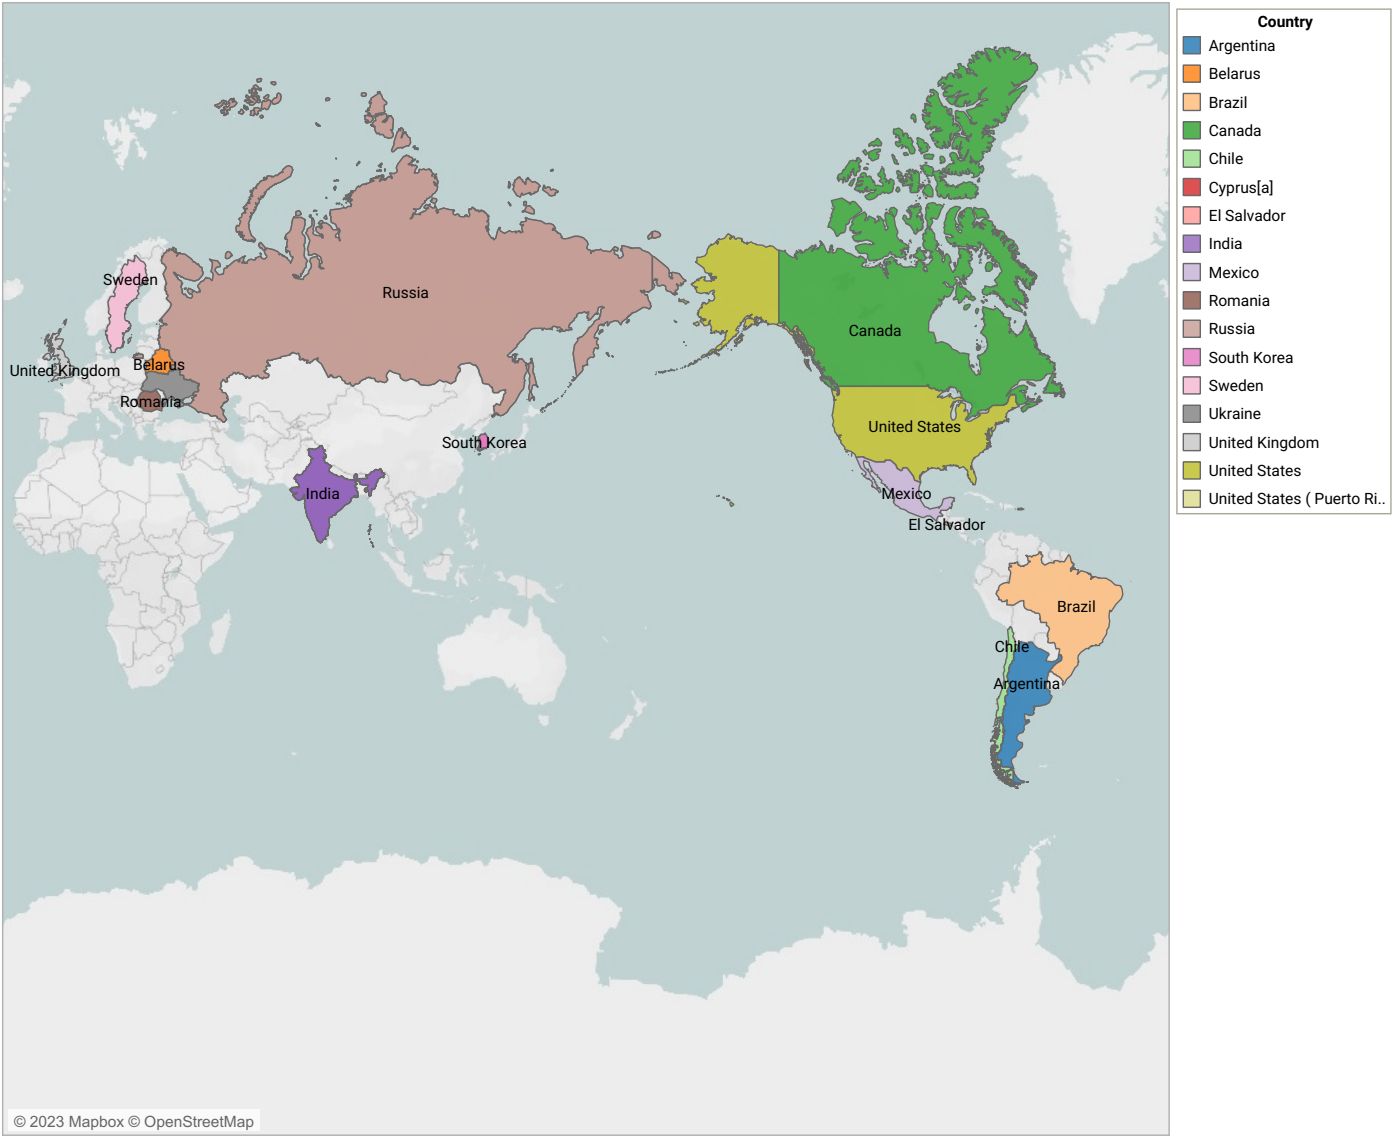 Country
Argentina
Belarus
Brazil
Canada
Chile
Cyprus[a]
El Salvador
India
Mexico
Romania
Russia
South Korea
Sweden
Ukraine
United Kingdom
United States
United States ( Puerto Ri..
Sweden
Russia
Canada
United Kingdom
Belarus
Romania
United States
South Korea
India
Mexico
El Salvador
Brazil
Chile
Argentina
© 2023 Mapbox © OpenStreetMap